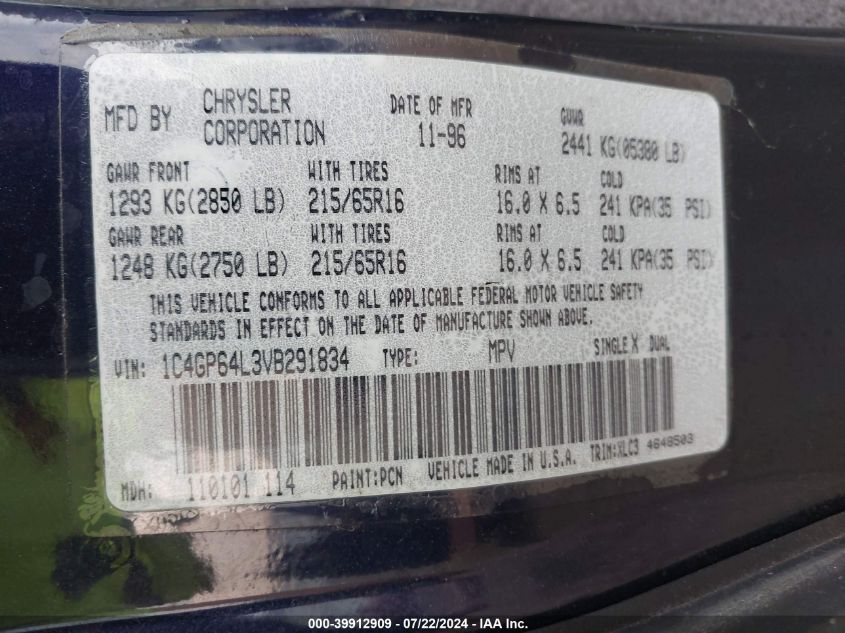 MFD BY CHRYSLER CORPORATION DATE OF MFR 11-96 GVWR 2441 KG(05380 LB)
GAWR FRONT WITH TIRES RIMS AT COLD
1293 KG(2850 LB) 215/65R16 16.0 X 6.5 241 KPA(35 PSI)
GAWR REAR WITH TIRES RIMS AT COLD
1248 KG(2750 LB) 215/65R16 16.0 X 6.5 241 KPA(35 PSI)
THIS VEHICLE CONFORMS TO ALL APPLICABLE FEDERAL MOTOR VEHICLE SAFETY
STANDARDS IN EFFECT ON THE DATE OF MANUFACTURE SHOWN ABOVE.
VIN: 1C4GP64L3VB291834 TYPE: MPV SINGLE X DUAL
MDH: 110101 114 PAINT:PCN VEHICLE MADE IN U.S.A. TRIM:XLC3 4648503
000-39912909 - 07/22/2024 - IAA Inc.